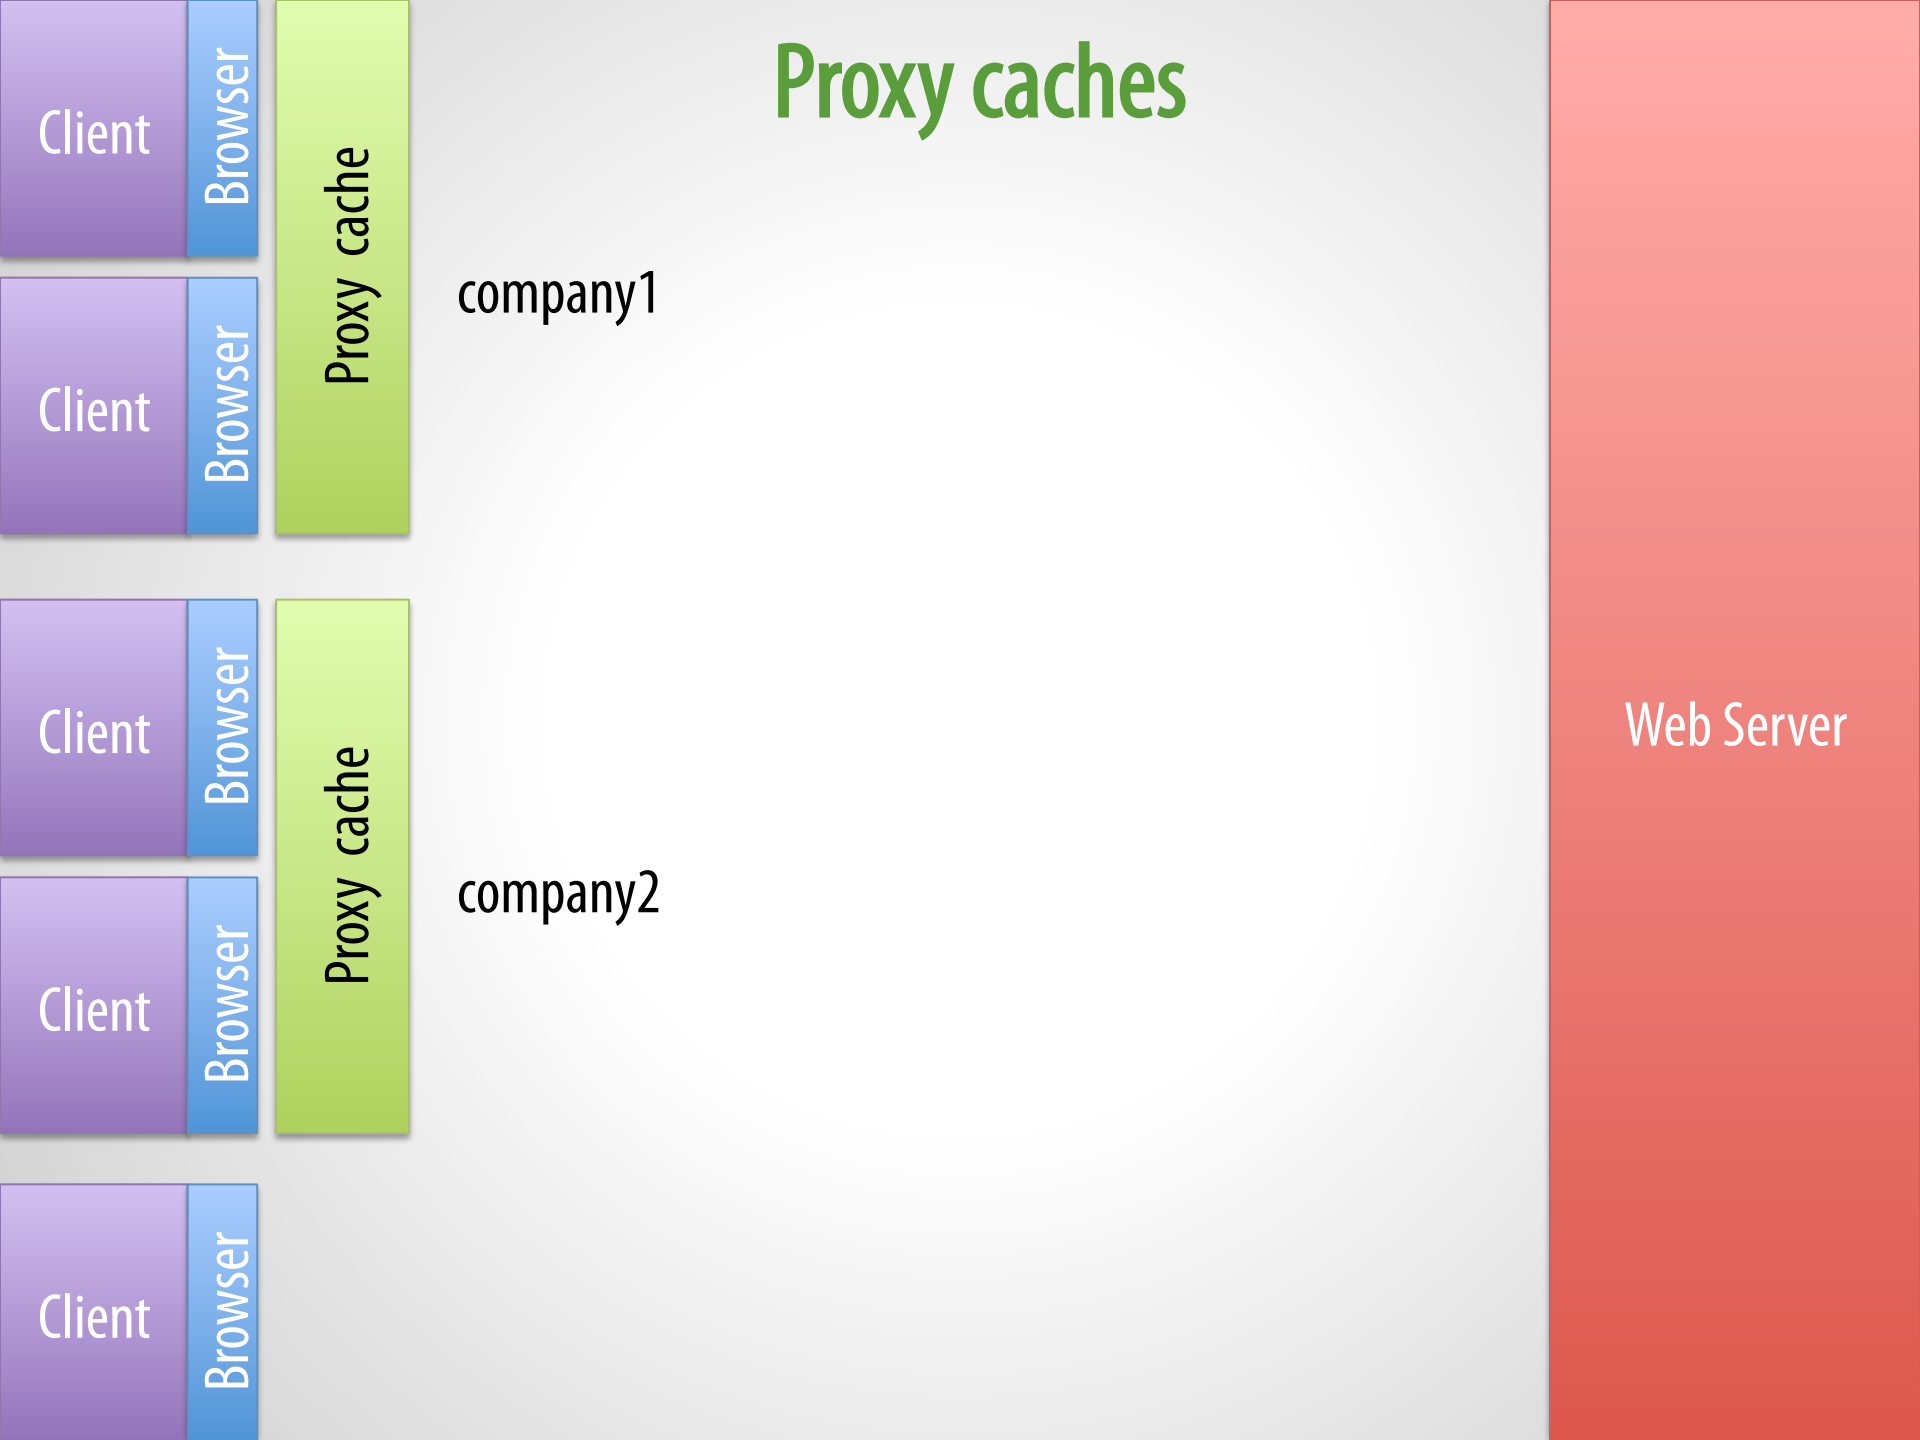 Proxy caches
Client
Browser
Proxy cache
company1
Client
Browser
Client
Browser
Proxy cache
company2
Client
Browser
Client
Browser
Web Server